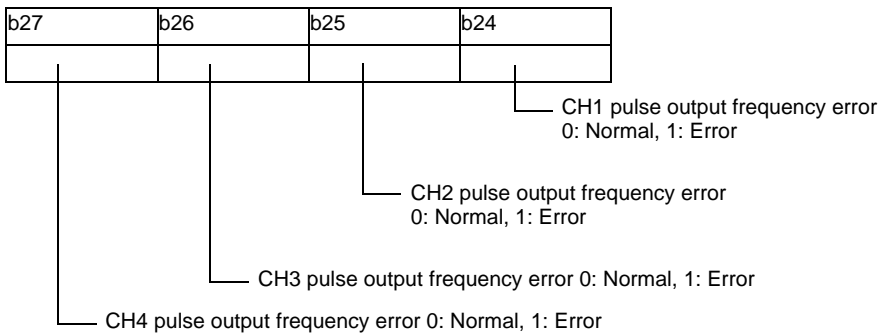 b27 b26 b25 b24
CH1 pulse output frequency error
0: Normal, 1: Error
CH2 pulse output frequency error
0: Normal, 1: Error
CH3 pulse output frequency error 0: Normal, 1: Error
CH4 pulse output frequency error 0: Normal, 1: Error